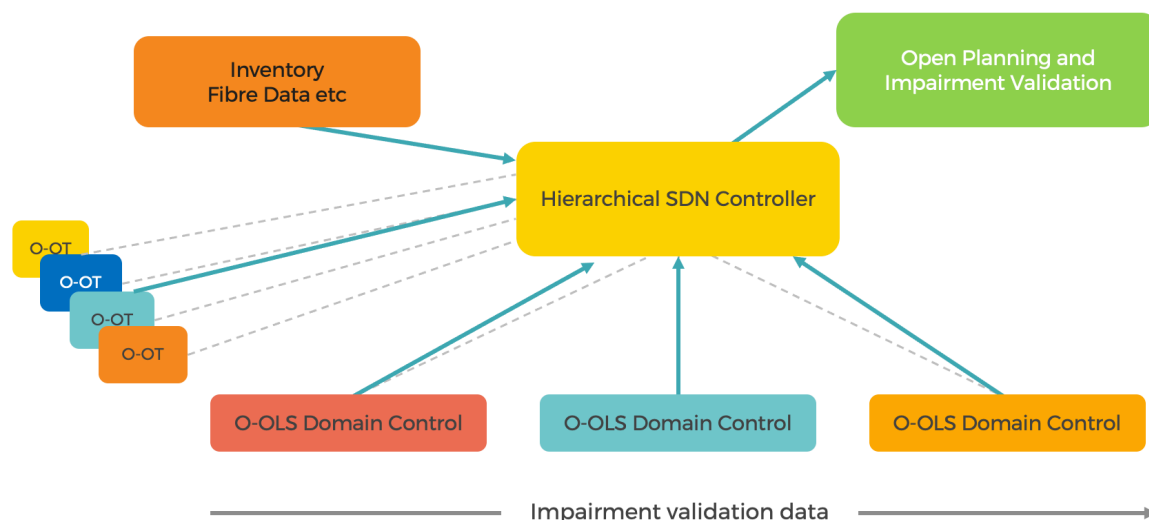 Inventory
Fibre Data etc
Open Planning and
Impairment Validation
Hierarchical SDN Controller
O-OT
O-OT
O-OT
O-OT
O-OLS Domain Control
O-OLS Domain Control
O-OLS Domain Control
Impairment validation data